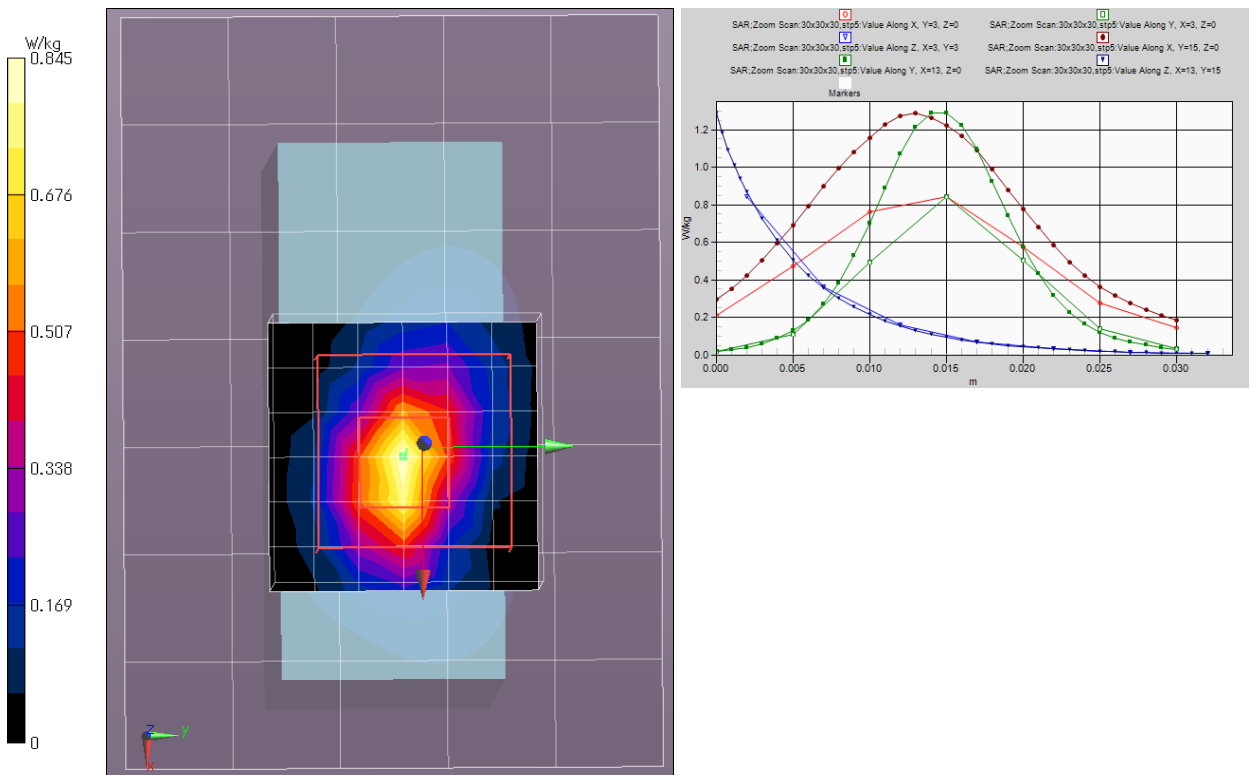 W/kg
0.845
0.676
0.507
0.338
0.169
0
z
y
x
SAR;Zoom Scan:30x30x30,stp5:Value Along X, Y=3, Z=0
SAR;Zoom Scan:30x30x30,stp5:Value Along Y, X=3, Z=0
SAR;Zoom Scan:30x30x30,stp5:Value Along Z, X=3, Y=3
SAR;Zoom Scan:30x30x30,stp5:Value Along X, Y=15, Z=0
SAR;Zoom Scan:30x30x30,stp5:Value Along Y, X=13, Z=0
SAR;Zoom Scan:30x30x30,stp5:Value Along Z, X=13, Y=15
Markers
W/kg
1.2
1.0
0.8
0.6
0.4
0.2
0.0
0.000 0.005 0.010 0.015 0.020 0.025 0.030
m